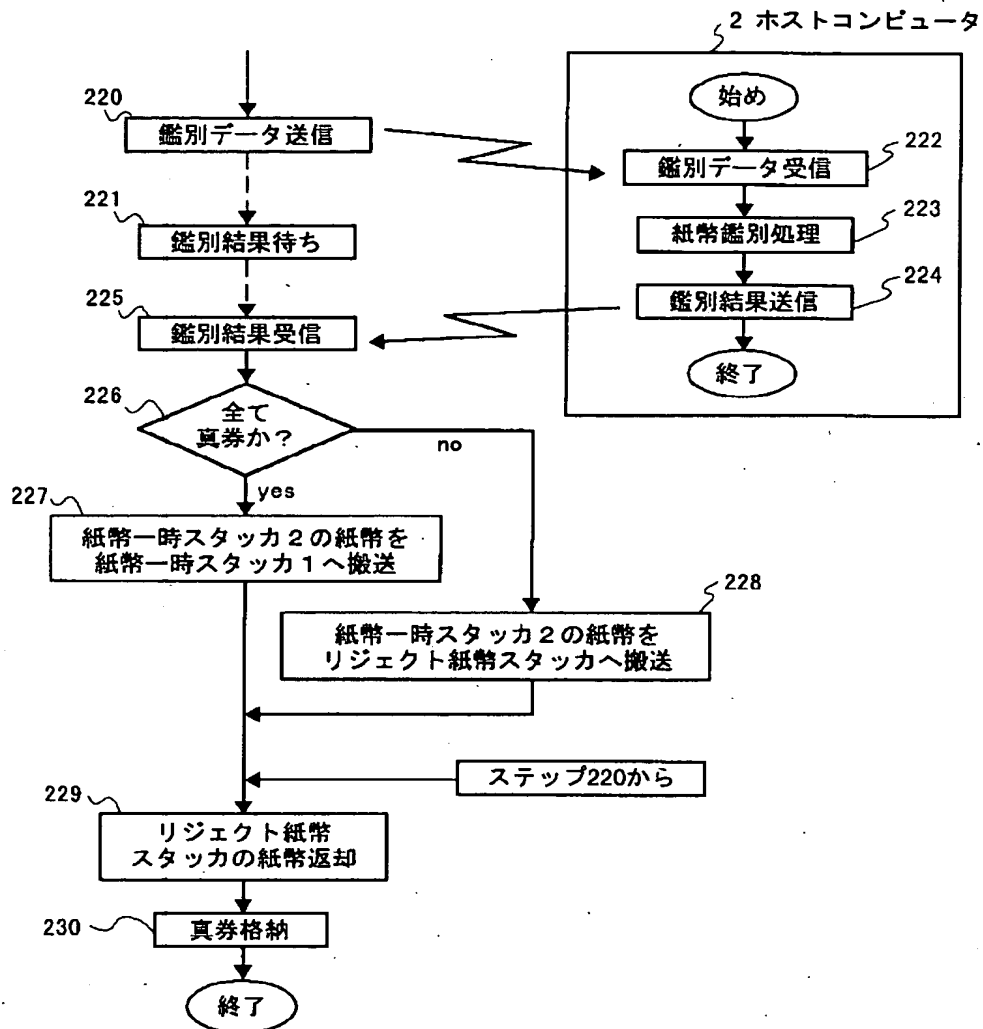 2 ホストコンピュータ
始め
220
鑑別データ送信
鑑別データ受信
222
221
鑑別結果待ち
紙幣鑑別処理
223
225
鑑別結果受信
鑑別結果送信
224
終了
226
全て
真券か?
no
yes
227
紙幣一時スタッカ2の紙幣を
紙幣一時スタッカ1へ搬送
228
紙幣一時スタッカ2の紙幣を
リジェクト紙幣スタッカへ搬送
ステップ220から
229
リジェクト紙幣
スタッカの紙幣返却
230
真券格納
終了